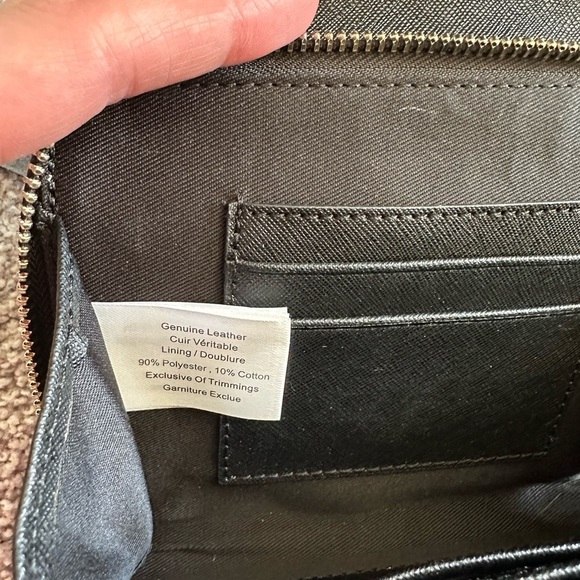 Genuine Leather
Cuir Véritable
Lining / Doublure
90% Polyester , 10% Cotton
Exclusive Of Trimmings
Garniture Exclue